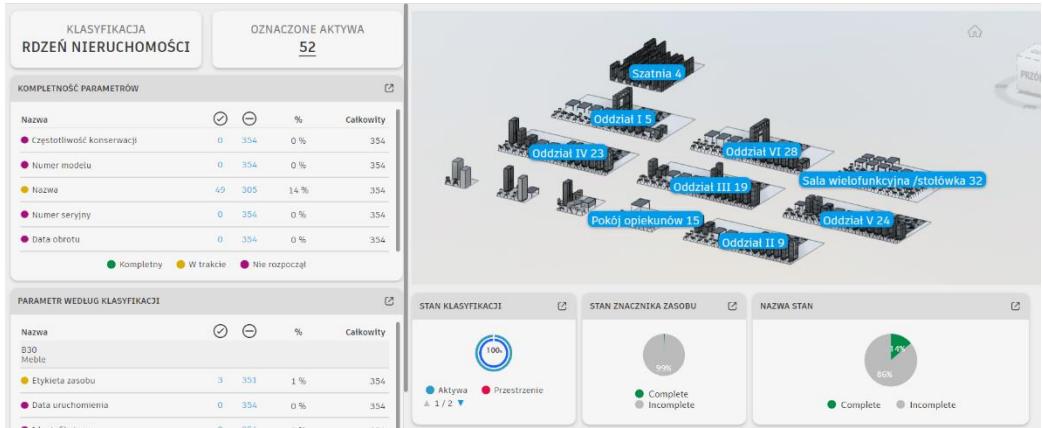 KLASYFIKACJA
RDZEŃ NIERUCHOMOŚCI
OZNACZONE AKTYWA
52
KOMPLETNOŚĆ PARAMETRÓW
Nazwa % Całkowity
Częstotliwość konserwacji 0 354 0 % 354
Numer modelu 0 354 0 % 354
Nazwa 49 305 14 % 354
Numer seryjny 0 354 0 % 354
Data obrotu 0 354 0 % 354
Kompletny W trakcie Nie rozpoczął
PARAMETR WEDŁUG KLASYFIKACJI
Nazwa % Całkowity
B30
Meble
Etykieta zasobu 3 351 1 % 354
Data uruchomienia 0 354 0 % 354
Szatnia 4
Oddział I 5
Oddział IV 23
Oddział VI 28
Oddział III 19
Sala wielofunkcyjna /stołówka 32
Pokój opiekunów 15
Oddział V 24
Oddział II 9
STAN KLASYFIKACJI
100%
Aktywa Przestrzenie
1 / 2
STAN ZNACZNIKA ZASOBU
99%
Complete
Incomplete
NAZWA STAN
14%
86%
Complete Incomplete